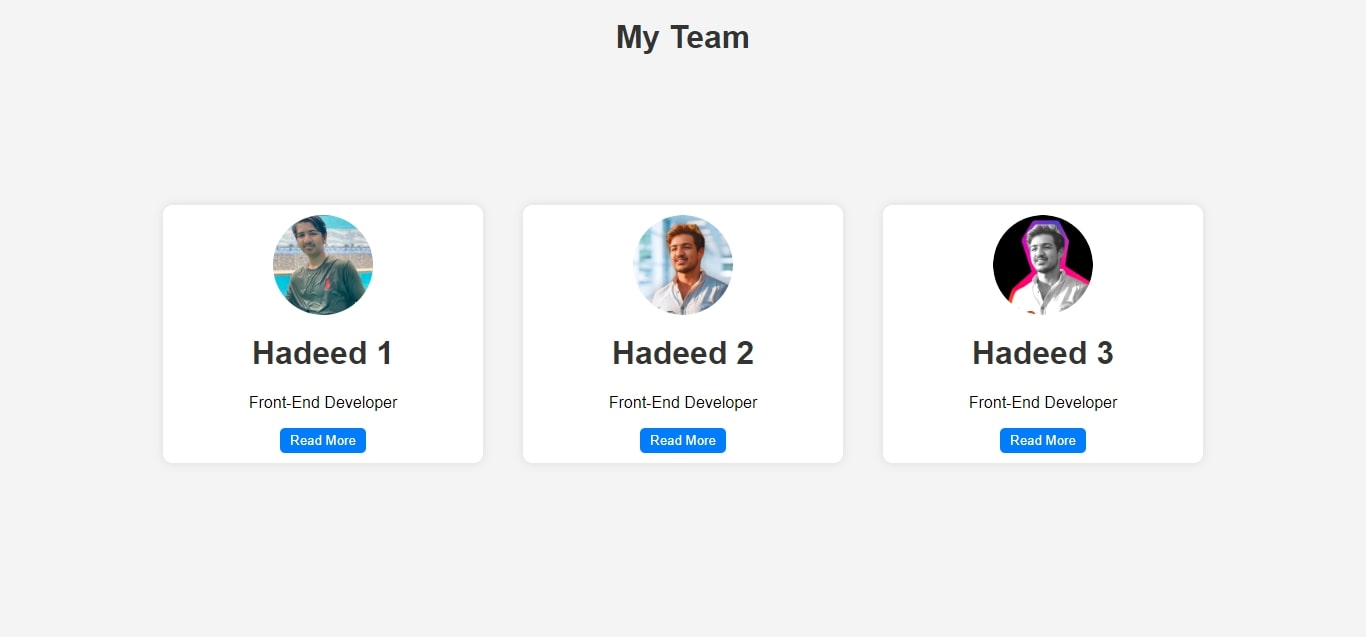 My Team
Hadeed 1
Front-End Developer
Read More
Hadeed 2
Front-End Developer
Read More
Hadeed 3
Front-End Developer
Read More